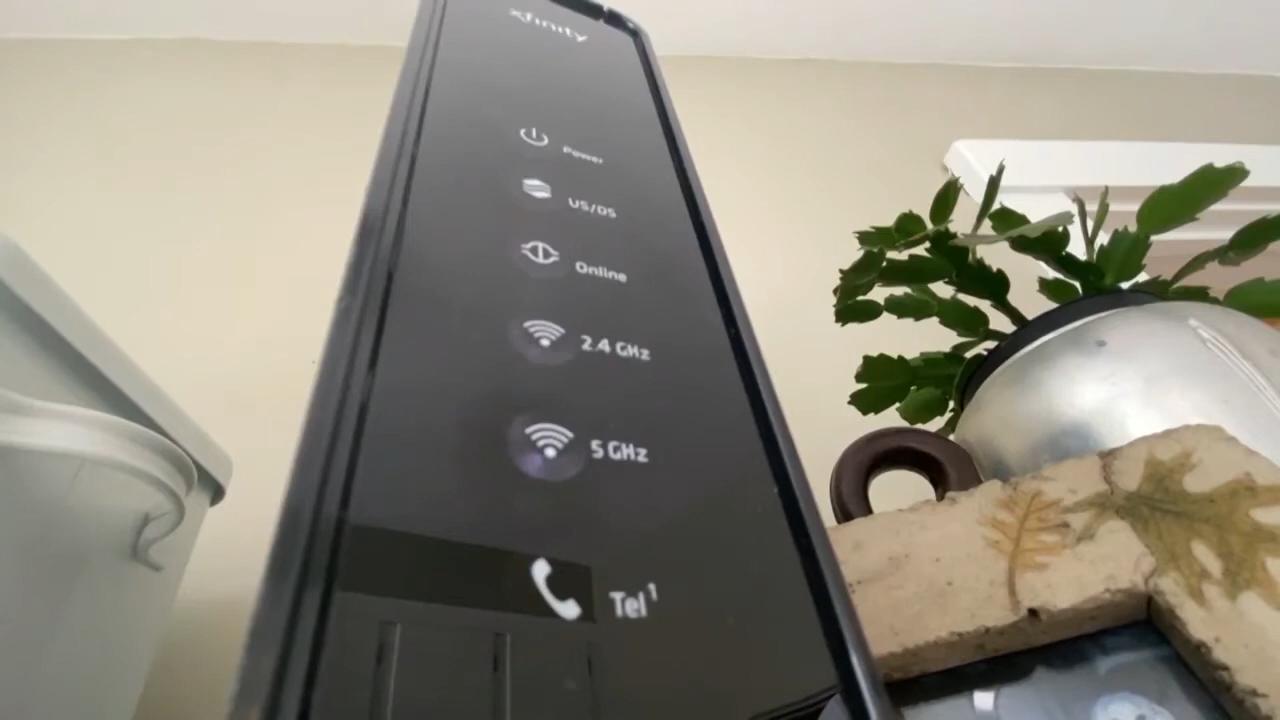 xfinity
Power
US/DS
Online
2.4 GHz
5 GHz
Tel¹